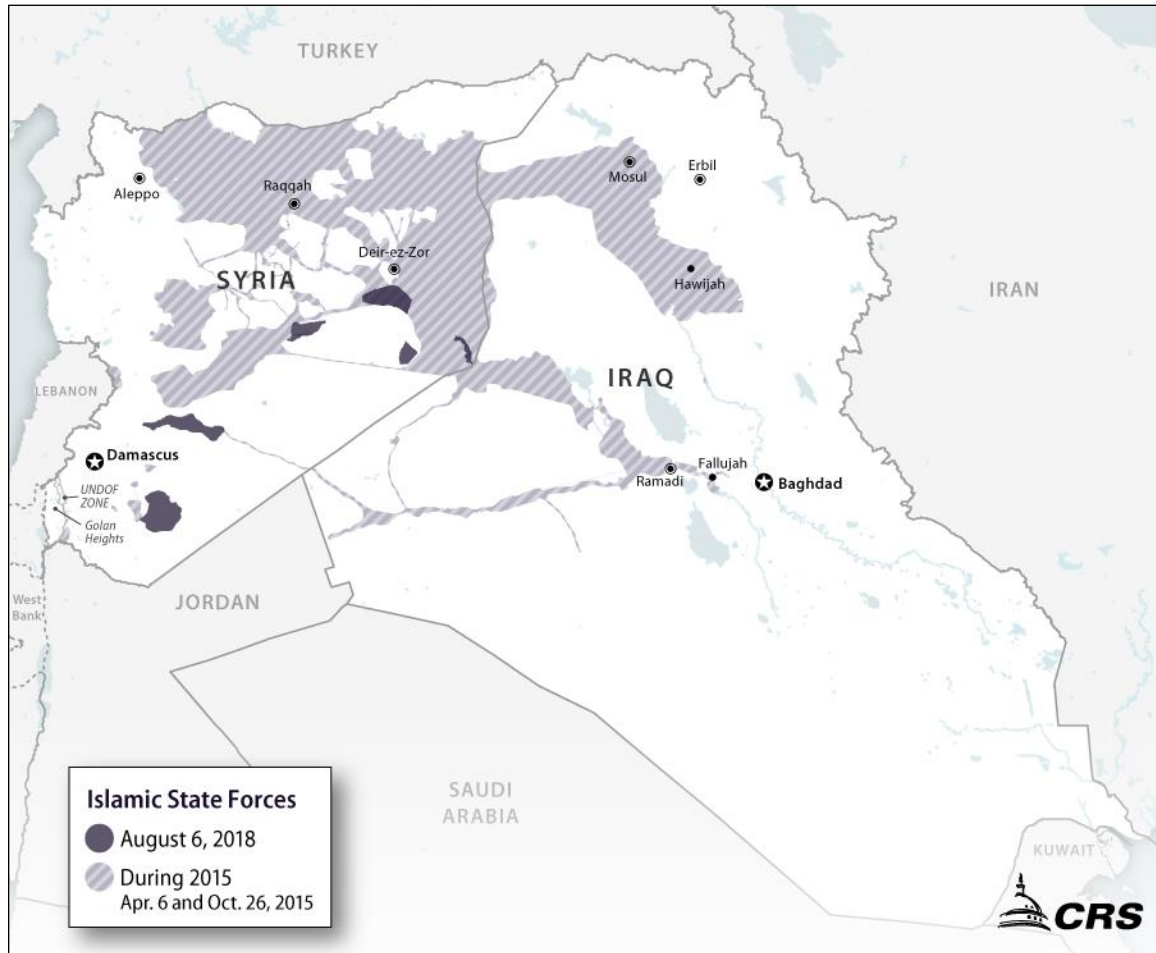 TURKEY
Aleppo
Raqqah
Mosul
Erbil
Deir-ez-Zor
SYRIA
Hawijah
IRAN
LEBANON
IRAQ
Damascus
Fallujah
Ramadi
Baghdad
UNDOF
ZONE
Golan
Heights
West
Bank
JORDAN
SAUDI
ARABIA
KUWAIT
Islamic State Forces
August 6, 2018
During 2015
Apr. 6 and Oct. 26, 2015
CRS